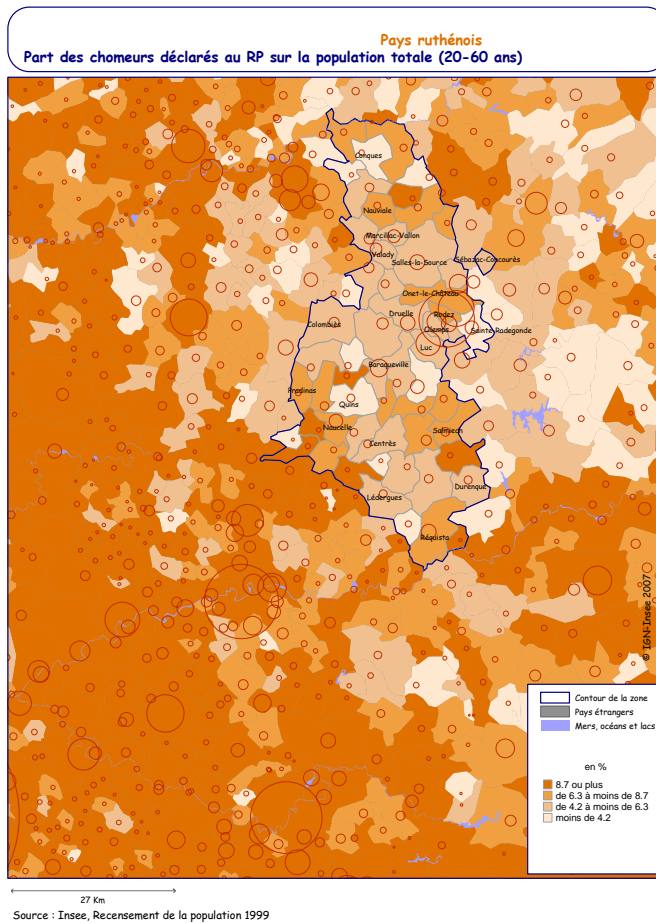 Pays ruthénois
Part des chomeurs déclarés au RP sur la population totale (20-60 ans)
Conques
Nauviale
Marcillac-Vallon
Valady
Salles-la-Source
Sébazac-Concourès
Onet-le-Château
Druelle
Rodez
Colombiès
Olemps
Sainte-Radegonde
Luc
Baraqueville
Pradinas
Quins
Naucelle
Salmiech
Centrès
Durenque
Lédergues
Réquista
© IGN-Insee 2007
Contour de la zone
Pays étrangers
Mers, océans et lacs
en %
8.7 ou plus
de 6.3 à moins de 8.7
de 4.2 à moins de 6.3
moins de 4.2
27 Km
Source : Insee, Recensement de la population 1999